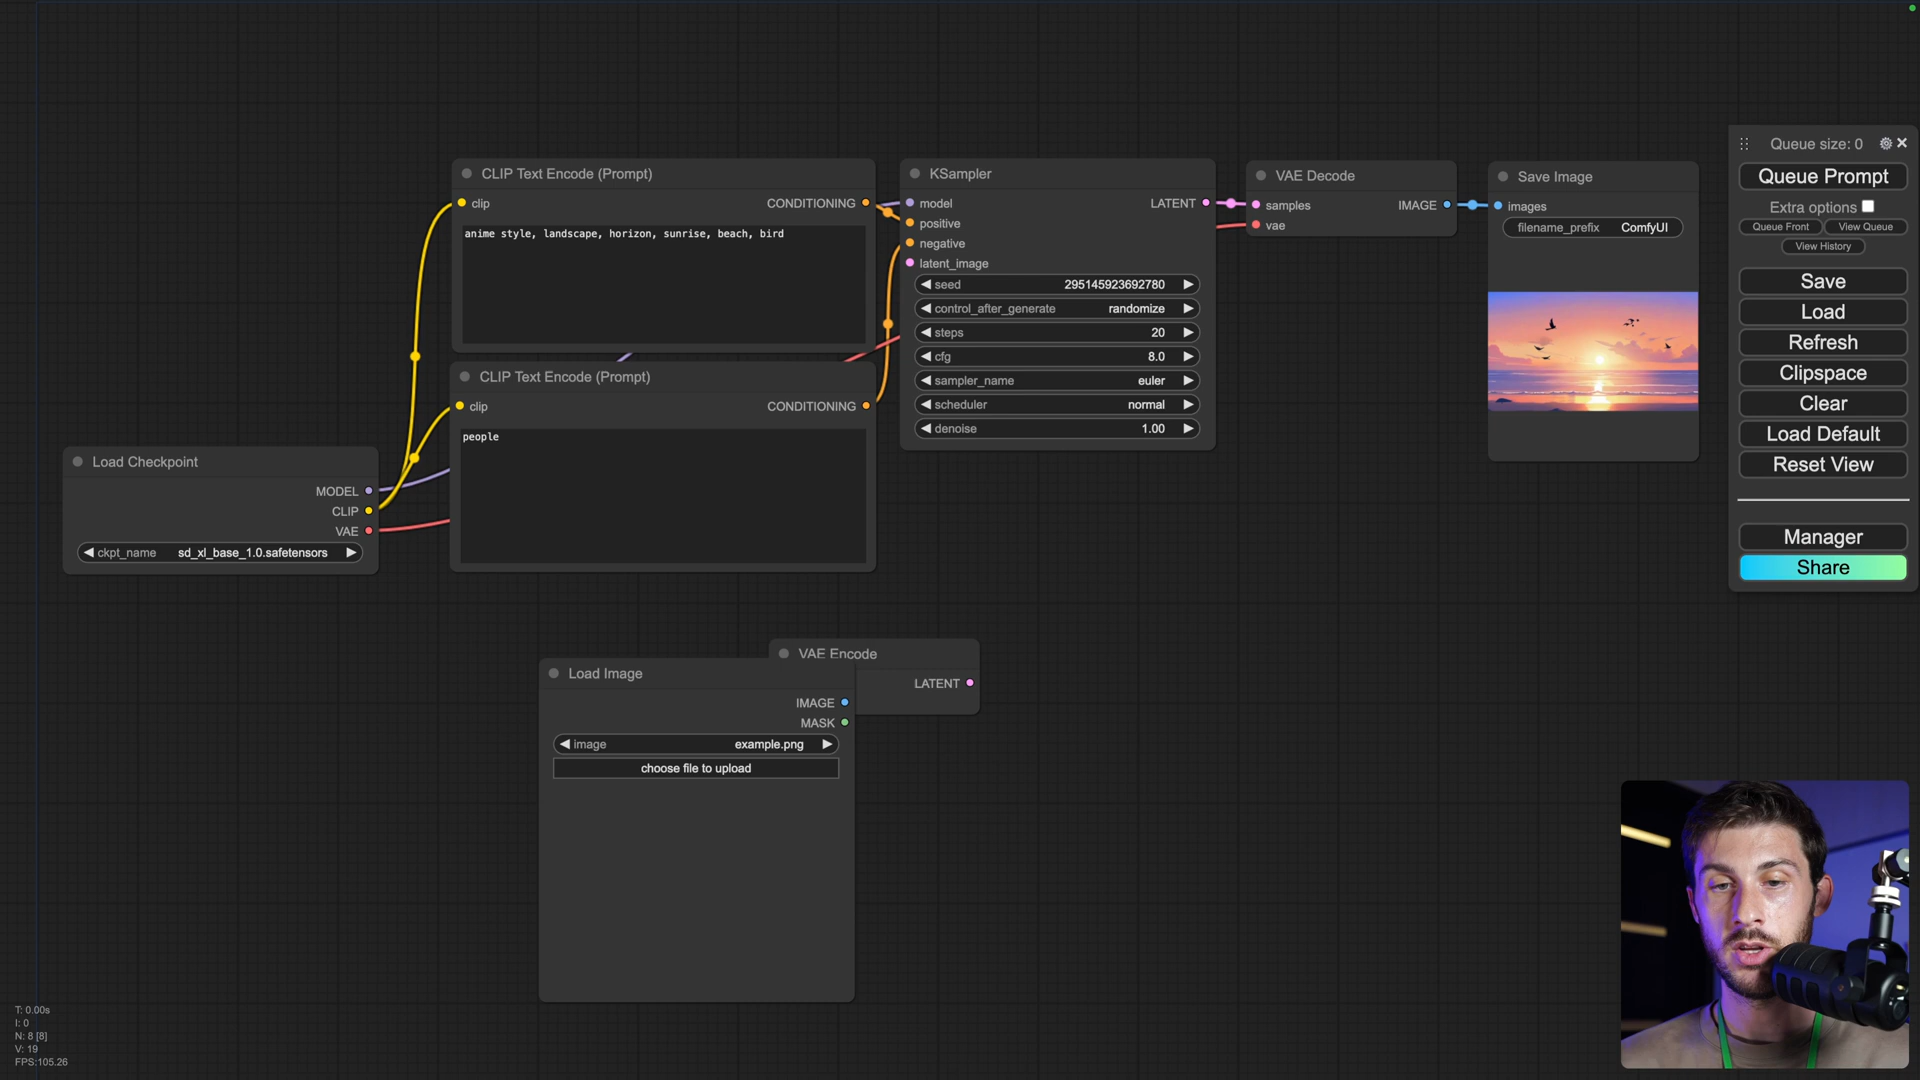 CLIP Text Encode (Prompt)
clip
CONDITIONING
anime style, landscape, horizon, sunrise, beach, bird
CLIP Text Encode (Prompt)
clip
CONDITIONING
people
Load Checkpoint
MODEL
CLIP
VAE
ckpt_name
sd_xl_base_1.0.safetensors
KSampler
model
LATENT
positive
negative
latent_image
seed
295145923692780
control_after_generate
randomize
steps
20
cfg
8.0
sampler_name
euler
scheduler
normal
denoise
1.00
VAE Decode
samples
IMAGE
vae
Save Image
images
filename_prefix
ComfyUI
Queue size: 0
Queue Prompt
Extra options
Queue Front
View Queue
View History
Save
Load
Refresh
Clipspace
Clear
Load Default
Reset View
Manager
Share
VAE Encode
LATENT
Load Image
IMAGE
MASK
image
example.png
choose file to upload
T: 0.00s
I: 0
N: 8 [8]
V: 19
FPS:105.26